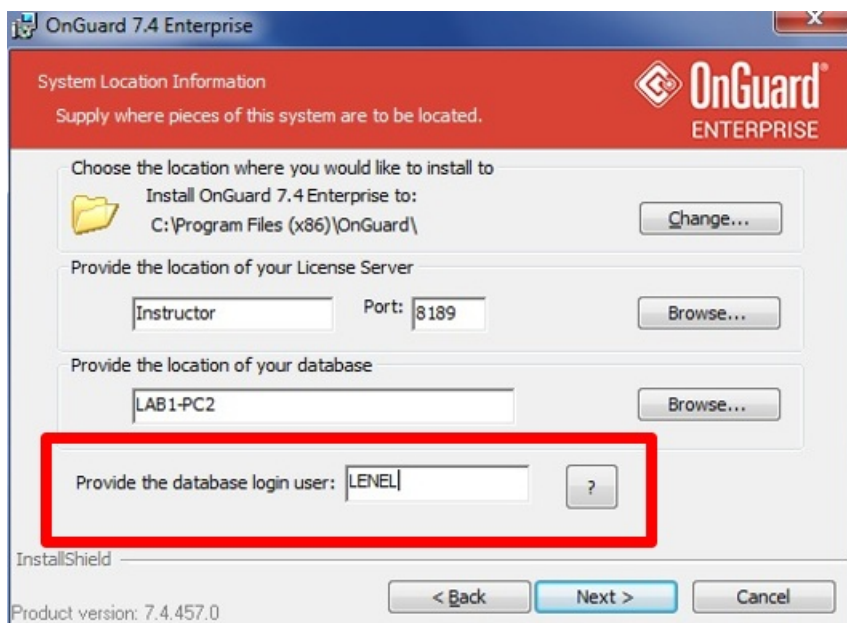 OnGuard 7.4 Enterprise
System Location Information
Supply where pieces of this system are to be located.
OnGuard®
ENTERPRISE
Choose the location where you would like to install to
Install OnGuard 7.4 Enterprise to:
C:\Program Files (x86)\OnGuard\
Change...
Provide the location of your License Server
Instructor Port: 8189 Browse...
Provide the location of your database
LAB1-PC2 Browse...
Provide the database login user: LENEL ?
InstallShield
< Back Next > Cancel
Product version: 7.4.457.0